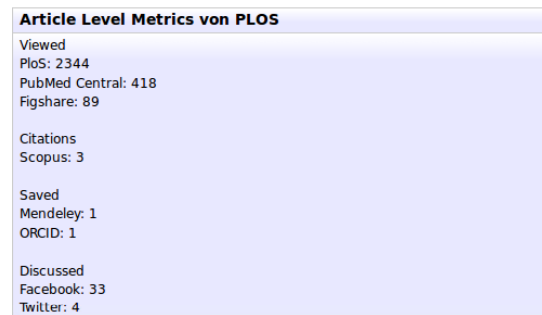 Article Level Metrics von PLOS
Viewed
PloS: 2344
PubMed Central: 418
Figshare: 89
Citations
Scopus: 3
Saved
Mendeley: 1
ORCID: 1
Discussed
Facebook: 33
Twitter: 4